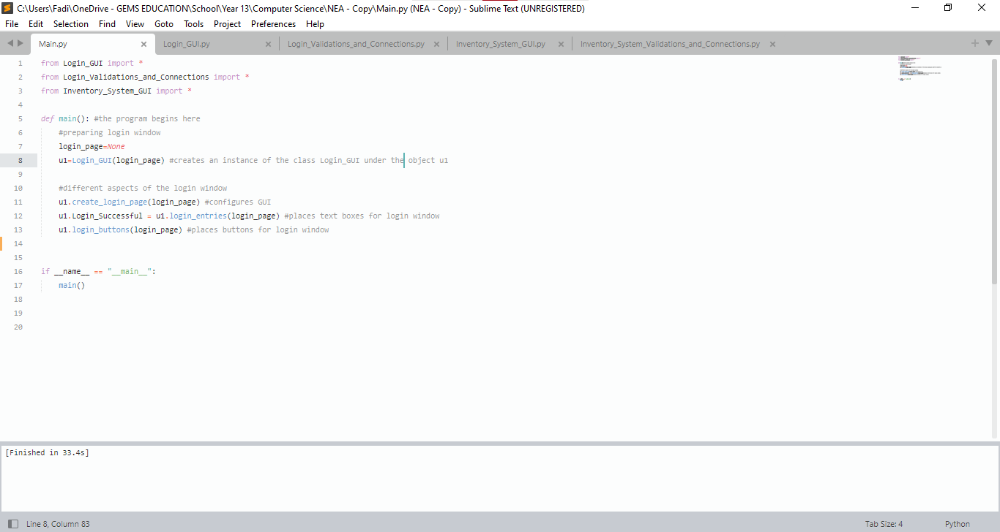 C:\Users\Fadi\OneDrive - GEMS EDUCATION\School\Year 13\Computer Science\NEA - Copy\Main.py (NEA - Copy) - Sublime Text (UNREGISTERED)
File Edit Selection Find View Goto Tools Project Preferences Help
Main.py Login_GUI.py Login_Validations_and_Connections.py Inventory_System_GUI.py Inventory_System_Validations_and_Connections.py
1 from Login_GUI import *
2 from Login_Validations_and_Connections import *
3 from Inventory_System_GUI import *
4
5 def main(): #the program begins here
6 #preparing login window
7 login_page=None
8 u1=Login_GUI(login_page) #creates an instance of the class Login_GUI under the object u1
9
10 #different aspects of the login window
11 u1.create_login_page(login_page) #configures GUI
12 u1.Login_Successful = u1.login_entries(login_page) #places text boxes for login window
13 u1.login_buttons(login_page) #places buttons for login window
14
15
16 if __name__ == "__main__":
17 main()
18
19
20
[Finished in 33.4s]
Line 8, Column 83 Tab Size: 4 Python